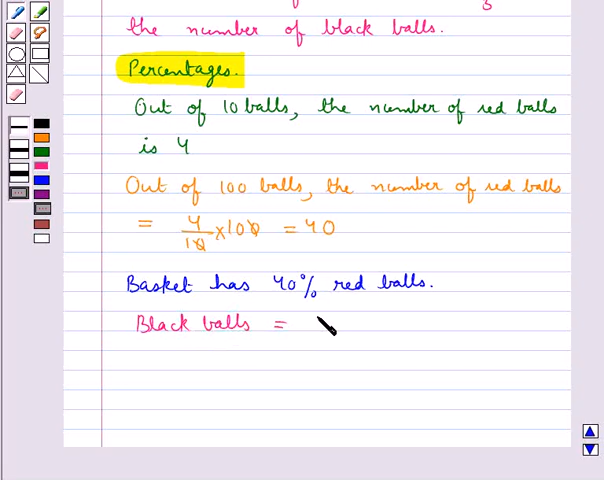 the number of black balls.
Percentages.
Out of 10 balls, the number of red balls
is 4
Out of 100 balls, the number of red balls
= 4/10 × 100 = 40
Basket has 40% red balls.
Black balls =